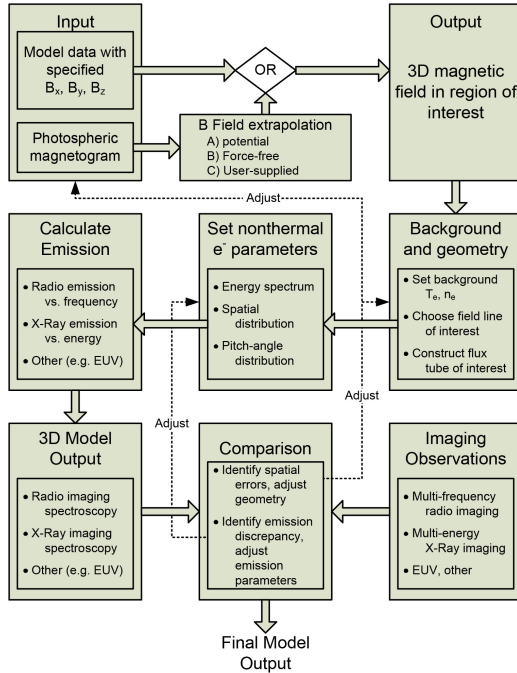 Input
Model data with
specified
Bx, By, Bz
Photospheric
magnetogram
OR
B Field extrapolation
A) potential
B) Force-free
C) User-supplied
Output
3D magnetic
field in region of
interest
Adjust
Calculate
Emission
• Radio emission
vs. frequency
• X-Ray emission
vs. energy
• Other (e.g. EUV)
Set nonthermal
e- parameters
• Energy spectrum
• Spatial
distribution
• Pitch-angle
distribution
Background
and geometry
• Set background
Te, ne
• Choose field line
of interest
• Construct flux
tube of interest
Adjust
Adjust
3D Model
Output
• Radio imaging
spectroscopy
• X-Ray imaging
spectroscopy
• Other (e.g. EUV)
Comparison
• Identify spatial
errors, adjust
geometry
• Identify emission
discrepancy,
adjust
emission
parameters
Imaging
Observations
• Multi-frequency
radio imaging
• Multi-energy
X-Ray imaging
• EUV, other
Final Model
Output